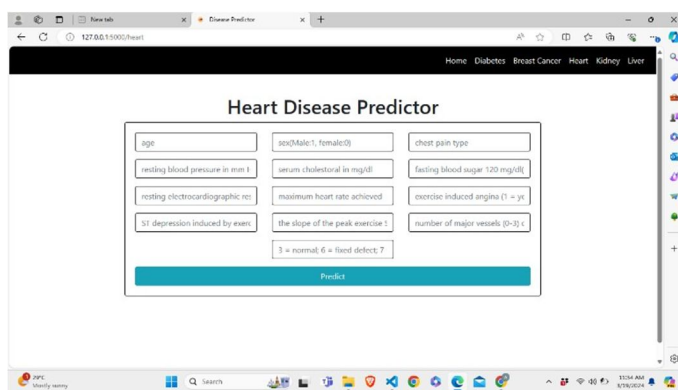 New tab
Disease Predictor
127.0.0.1:5000/heart
Home Diabetes Breast Cancer Heart Kidney Liver
Heart Disease Predictor
age
sex(Male:1, female:0)
chest pain type
resting blood pressure in mm
serum cholestoral in mg/dl
fasting blood sugar 120 mg/dl(
resting electrocardiographic res
maximum heart rate achieved
exercise induced angina (1 = ye
ST depression induced by exerc
the slope of the peak exercise S
number of major vessels (0-3) c
3 = normal; 6 = fixed defect; 7
Predict
29°C
Mostly sunny
Search
11:54 AM